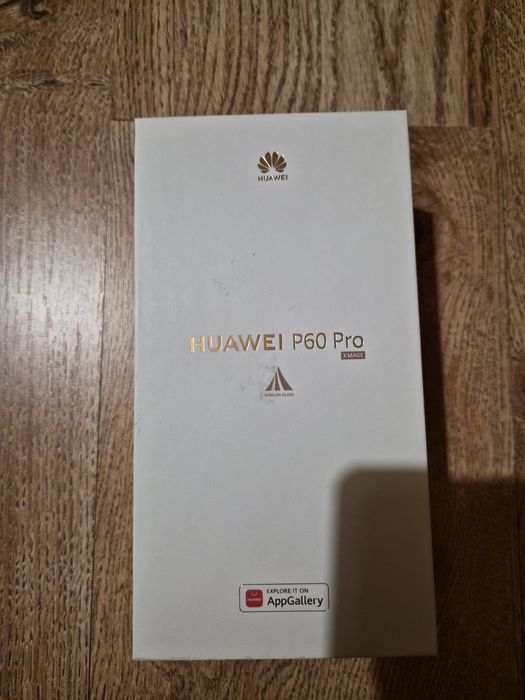 HUAWEI
HUAWEI P60 Pro
XMAGE
KUNLUN GLASS
EXPLORE IT ON
HUAWEI AppGallery